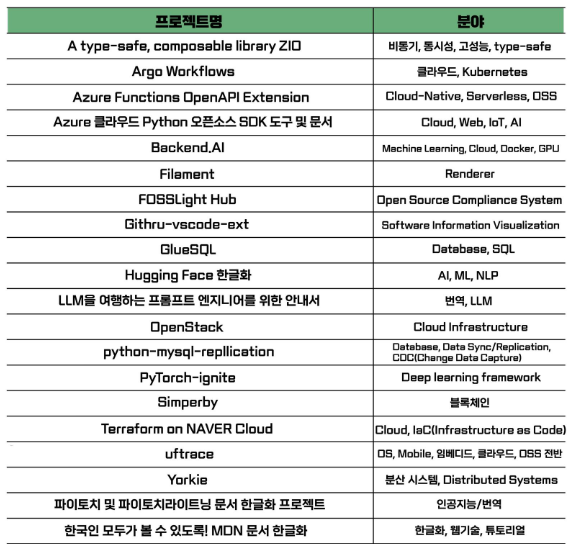 프로젝트명 분야
A type-safe, composable library ZIO 비동기, 동시성, 고성능, type-safe
Argo Workflows 클라우드, Kubernetes
Azure Functions OpenAPI Extension Cloud-Native, Serverless, OSS
Azure 클라우드 Python 오픈소스 SDK 도구 및 문서 Cloud, Web, IoT, AI
Backend.AI Machine Learning, Cloud, Docker, GPU
Filament Renderer
FOSSLight Hub Open Source Compliance System
Githru-vscode-ext Software Information Visualization
GlueSQL Database, SQL
Hugging Face 한글화 AI, ML, NLP
LLM을 여행하는 프롬프트 엔지니어를 위한 안내서 번역, LLM
OpenStack Cloud Infrastructure
python-mysql-repllication Database, Data Sync/Replication,
CDC(Change Data Capture)
PyTorch-ignite Deep learning framework
Simperby 블록체인
Terraform on NAVER Cloud Cloud, IaC(Infrastructure as Code)
uftrace OS, Mobile, 임베디드, 클라우드, OSS 전반
Yorkie 분산 시스템, Distributed Systems
파이토치 및 파이토치라이트닝 문서 한글화 프로젝트 인공지능/번역
한국인 모두가 볼 수 있도록! MDN 문서 한글화 한글화, 웹기술, 튜토리얼